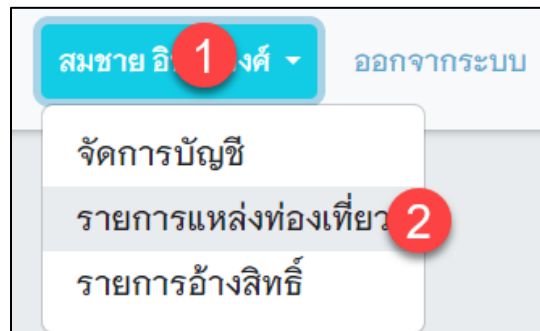 สมชาย 1 ออกจากระบบ
จัดการบัญชี
รายการแหล่งท่องเที่ยว 2
รายการอ้างสิทธิ์